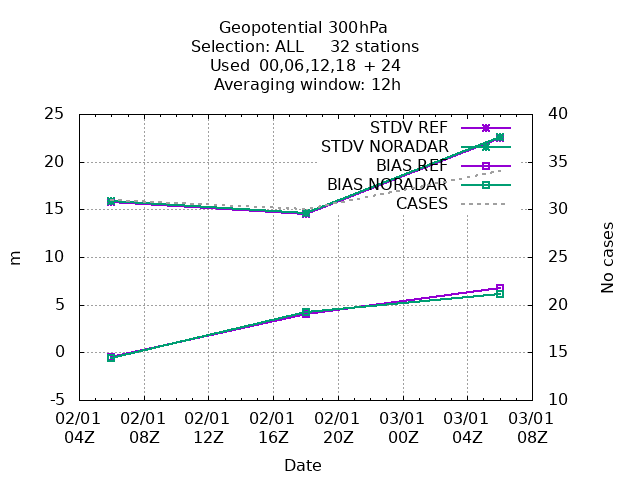 Geopotential 300hPa
Selection: ALL     32 stations
Used  00,06,12,18 + 24
Averaging window: 12h
25
20
15
10
5
0
-5
m
40
35
30
25
20
15
10
No cases
STDV REF
STDV NORADAR
BIAS REF
BIAS NORADAR
CASES
02/01 02/01 02/01 02/01 02/01 03/01 03/01 03/01
04Z 08Z 12Z 16Z 20Z 00Z 04Z 08Z
Date